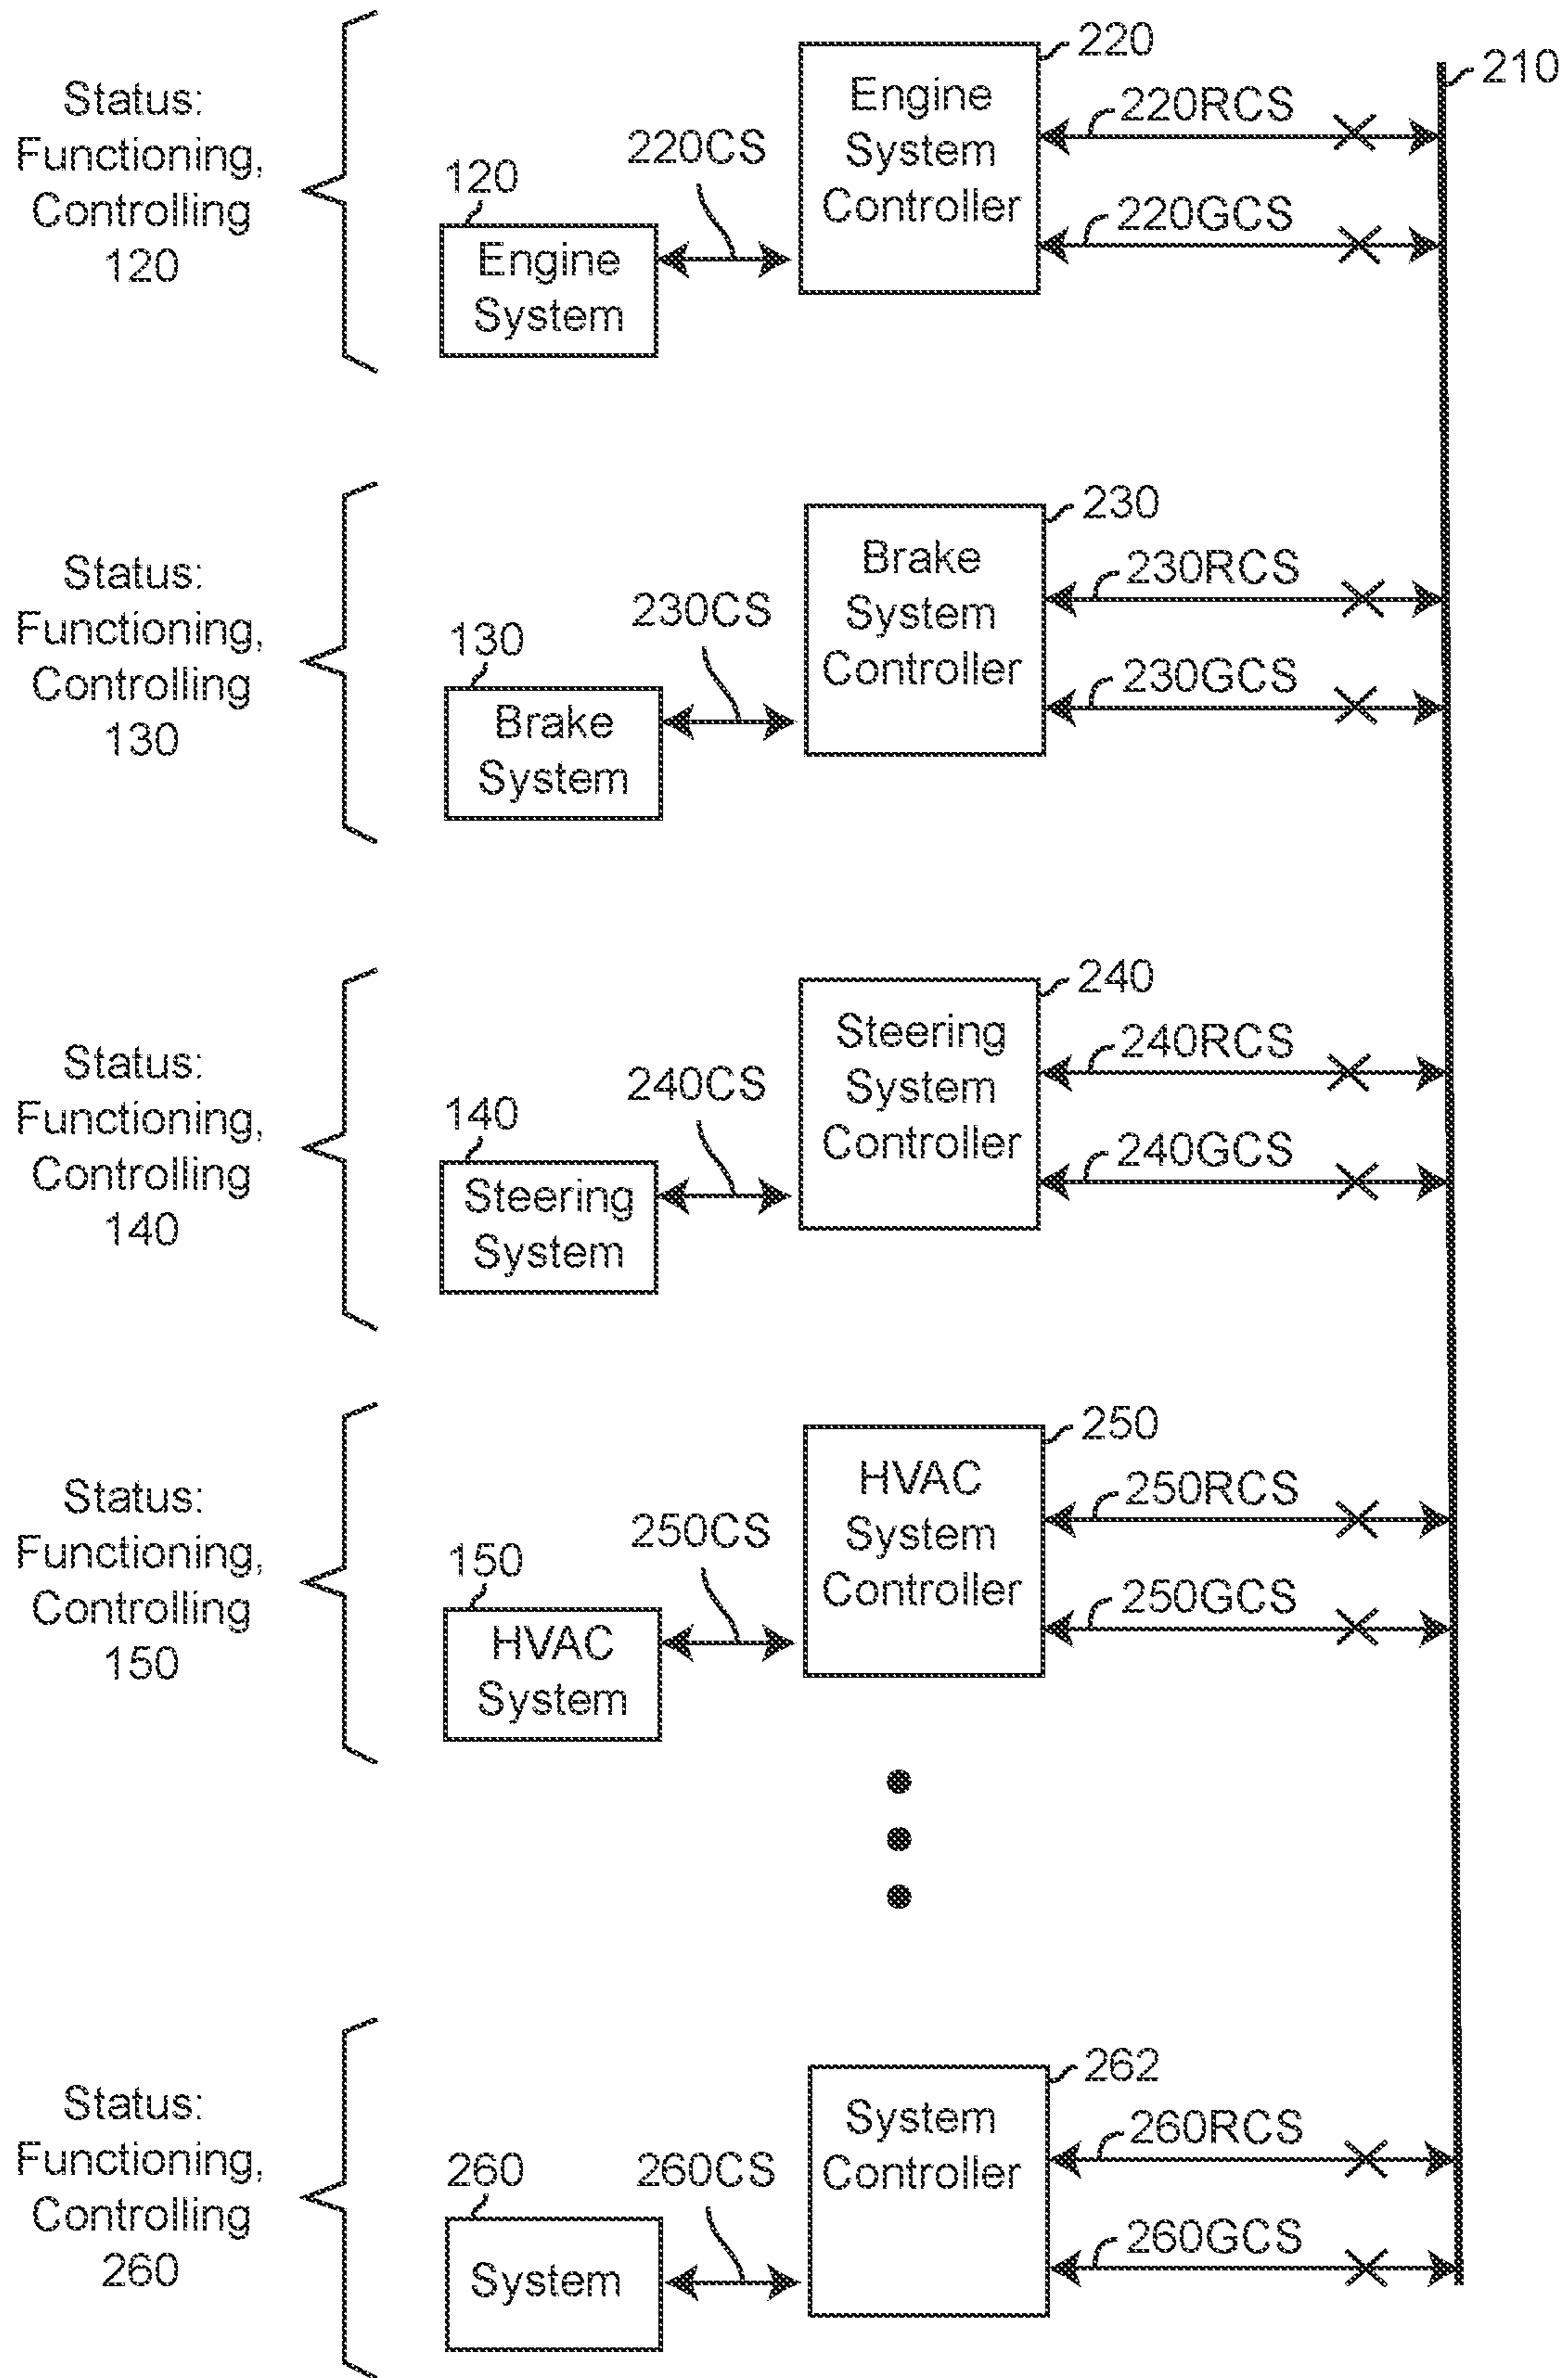 Status:
Functioning,
Controlling
120
120
Engine
System
220CS
220
Engine
System
Controller
220RCS
220GCS
210
Status:
Functioning,
Controlling
130
130
Brake
System
230CS
230
Brake
System
Controller
230RCS
230GCS
Status:
Functioning,
Controlling
140
140
Steering
System
240CS
240
Steering
System
Controller
240RCS
240GCS
Status:
Functioning,
Controlling
150
150
HVAC
System
250CS
250
HVAC
System
Controller
250RCS
250GCS
Status:
Functioning,
Controlling
260
260
System
260CS
262
System
Controller
260RCS
260GCS